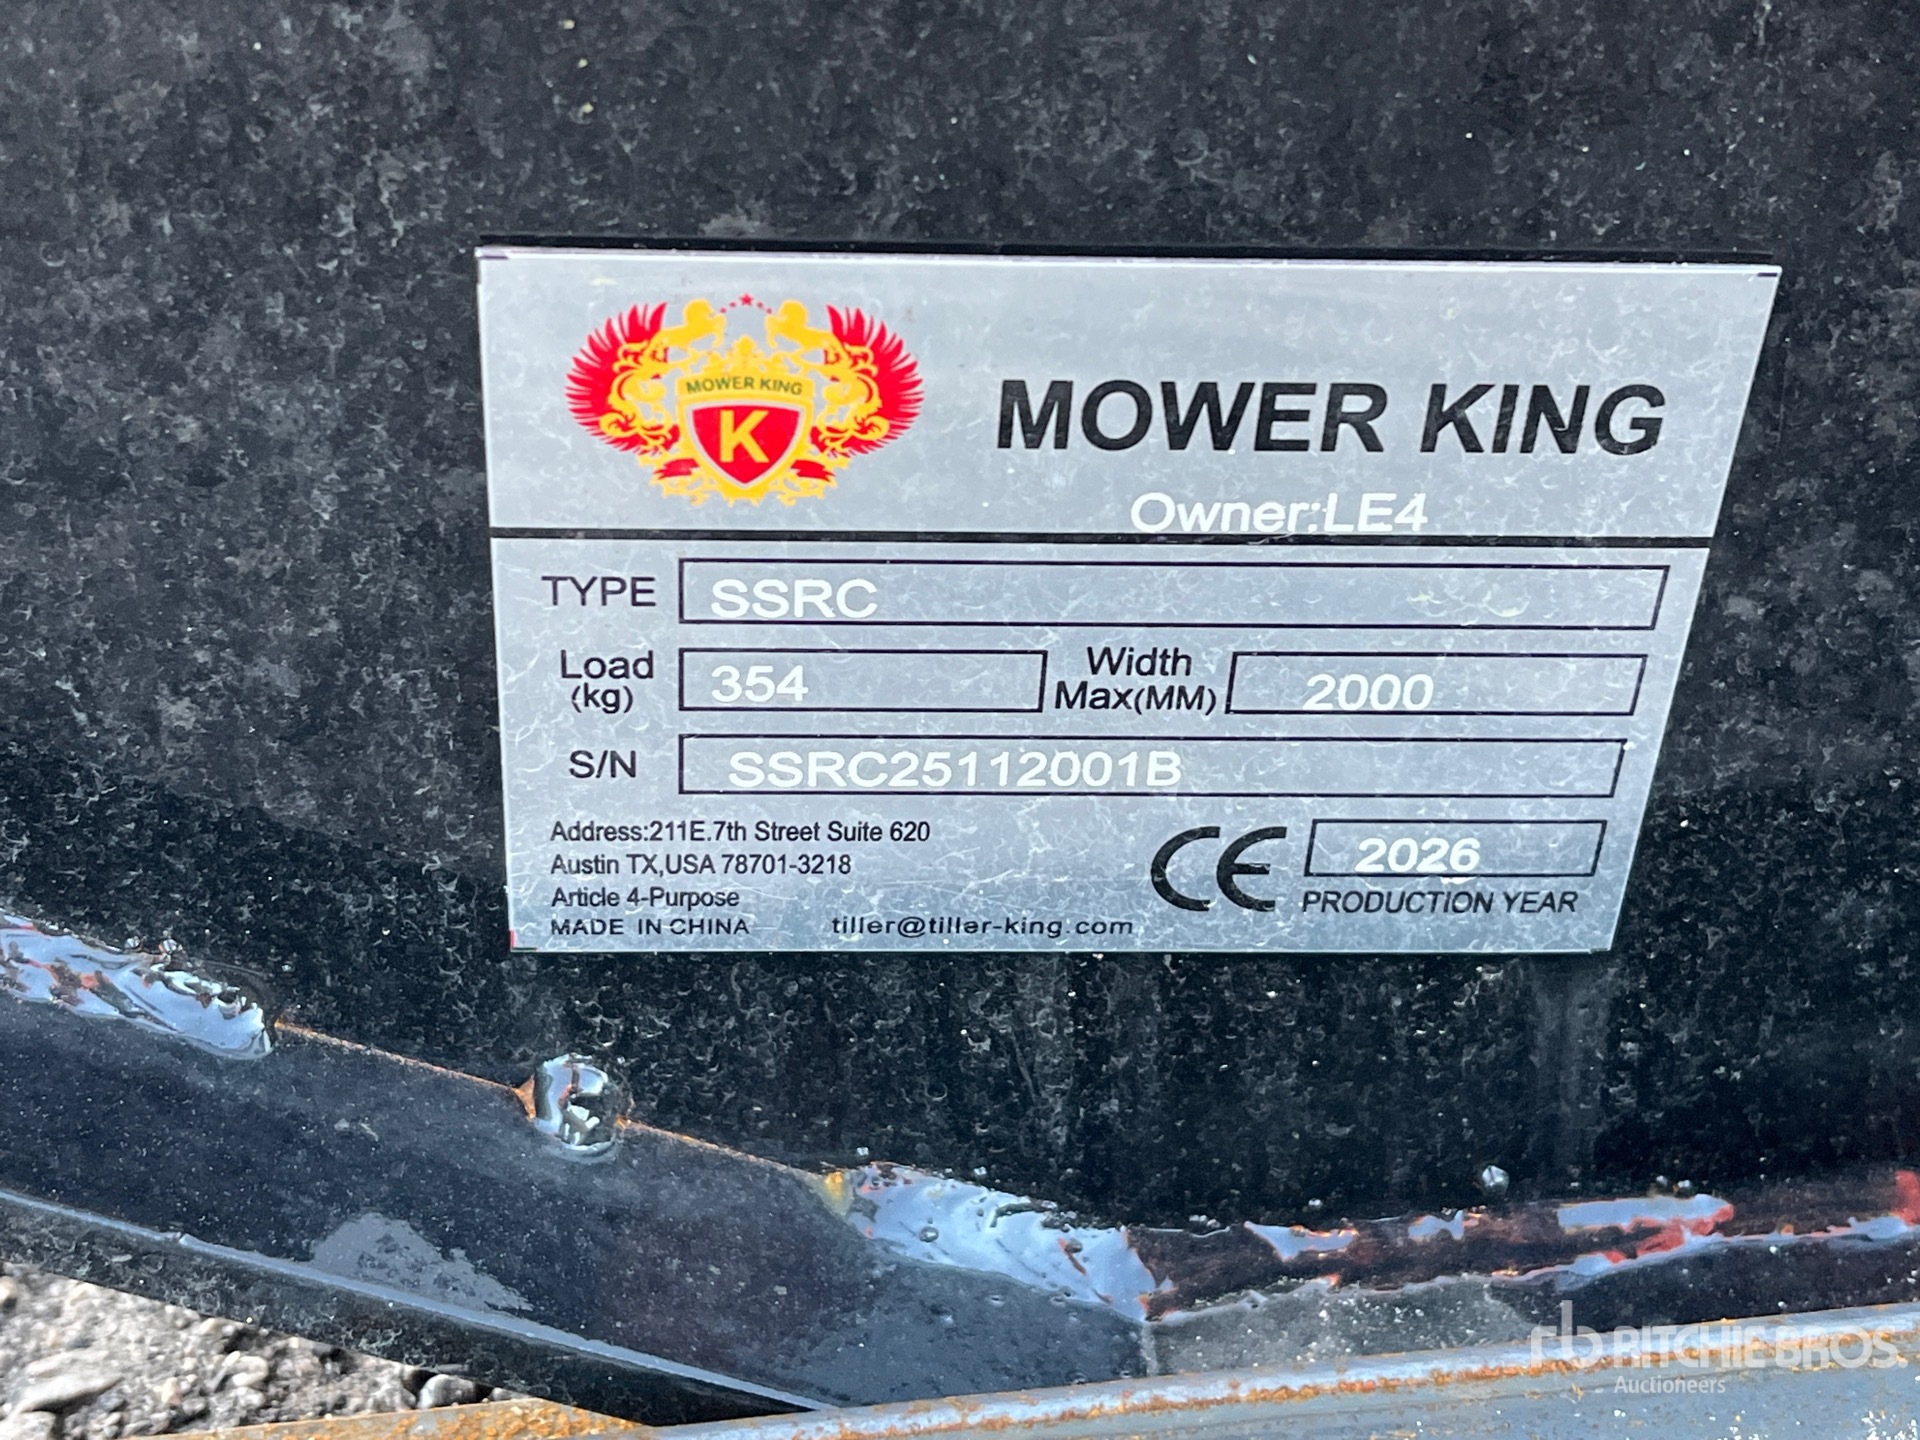 MOWER KING
K
MOWER KING
Owner:LE4
TYPE SSRC
Load (kg) 354 Width Max(MM) 2000
S/N SSRC25112001B
Address:211E.7th Street Suite 620
Austin TX,USA 78701-3218
Article 4-Purpose
MADE IN CHINA tiller@tiller-king.com
CE 2026
PRODUCTION YEAR
rb RITCHIE BROS
Auctioneers